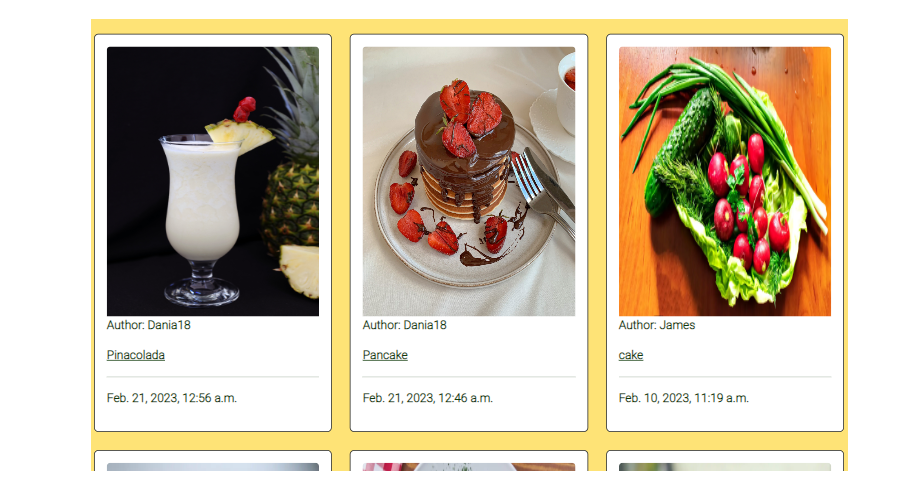 Author: Dania18
Pinacolada
Feb. 21, 2023, 12:56 a.m.
Author: Dania18
Pancake
Feb. 21, 2023, 12:46 a.m.
Author: James
cake
Feb. 10, 2023, 11:19 a.m.